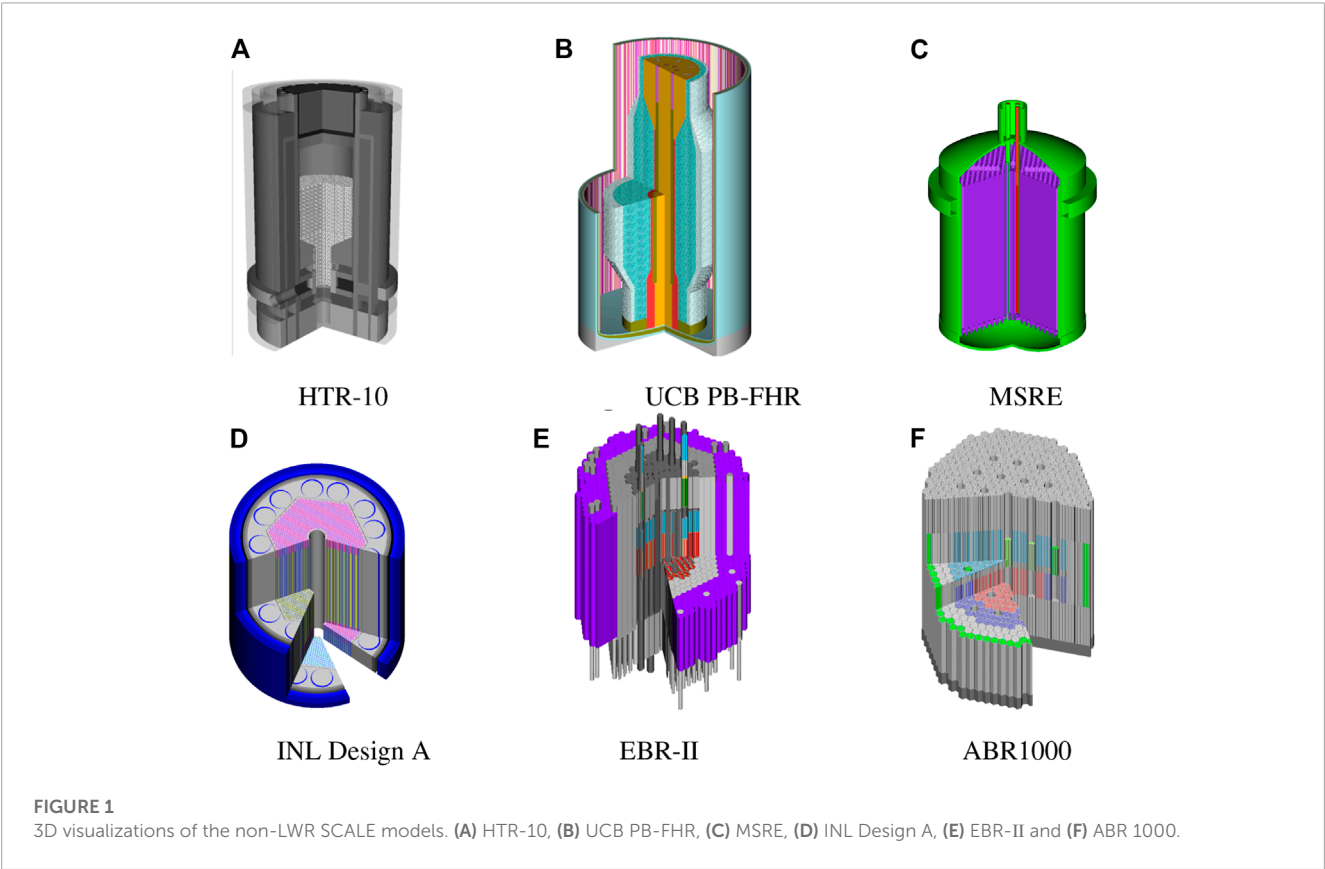 A
B
C
HTR-10
UCB PB-FHR
MSRE
D
E
F
INL Design A
EBR-II
ABR1000
FIGURE 1
3D visualizations of the non-LWR SCALE models. (A) HTR-10, (B) UCB PB-FHR, (C) MSRE, (D) INL Design A, (E) EBR-II and (F) ABR 1000.